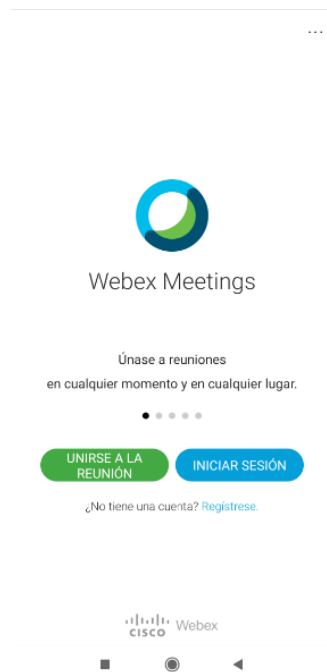 ...
Webex Meetings
Únase a reuniones
en cualquier momento y en cualquier lugar.
UNIRSE A LA
REUNIÓN
INICIAR SESIÓN
¿No tiene una cuenta? Regístrese.
CISCO Webex